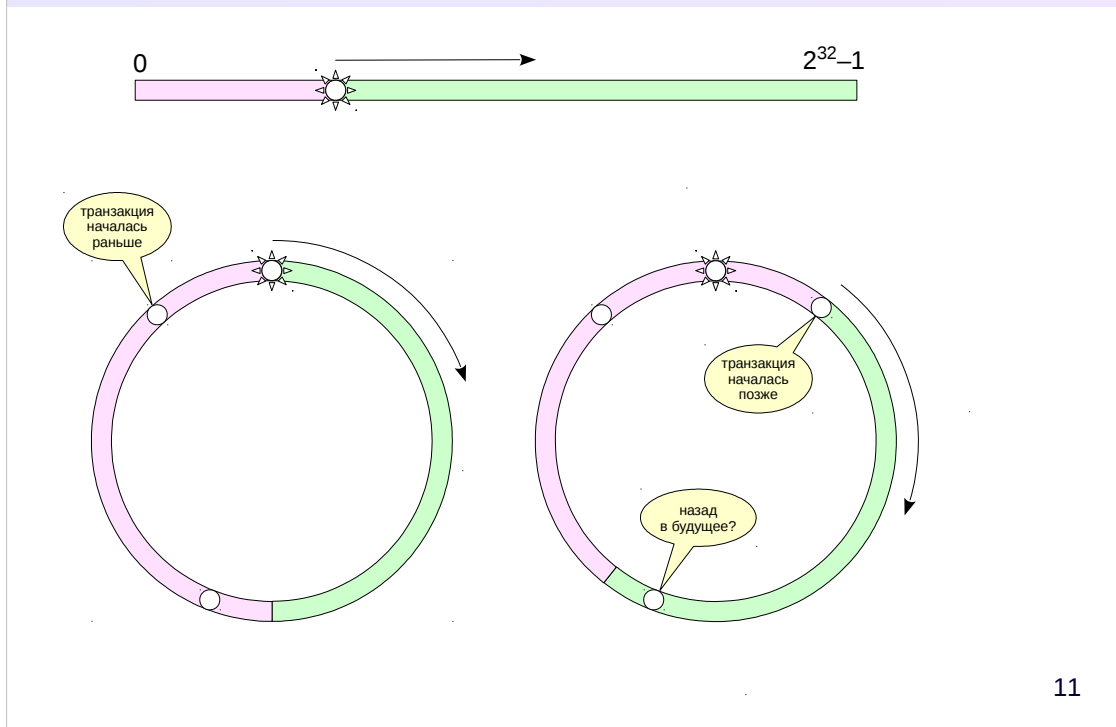 0
2³²–1
транзакция
началась
раньше
транзакция
началась
позже
назад
в будущее?
11